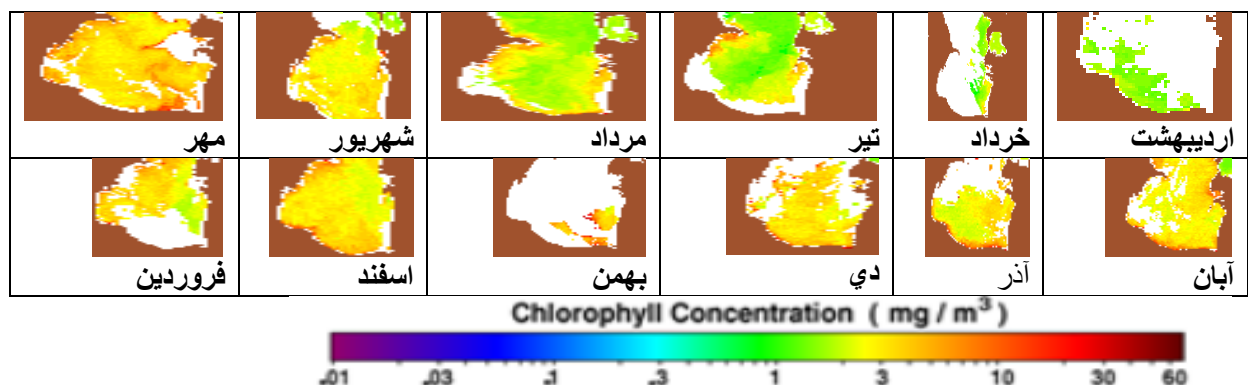 اردیبهشت خرداد تیر مرداد شهریور مهر
آبان آذر دي بهمن اسفند فروردین
Chlorophyll Concentration ( mg / m³ )
.01 .03 .1 .3 1 3 10 30 60